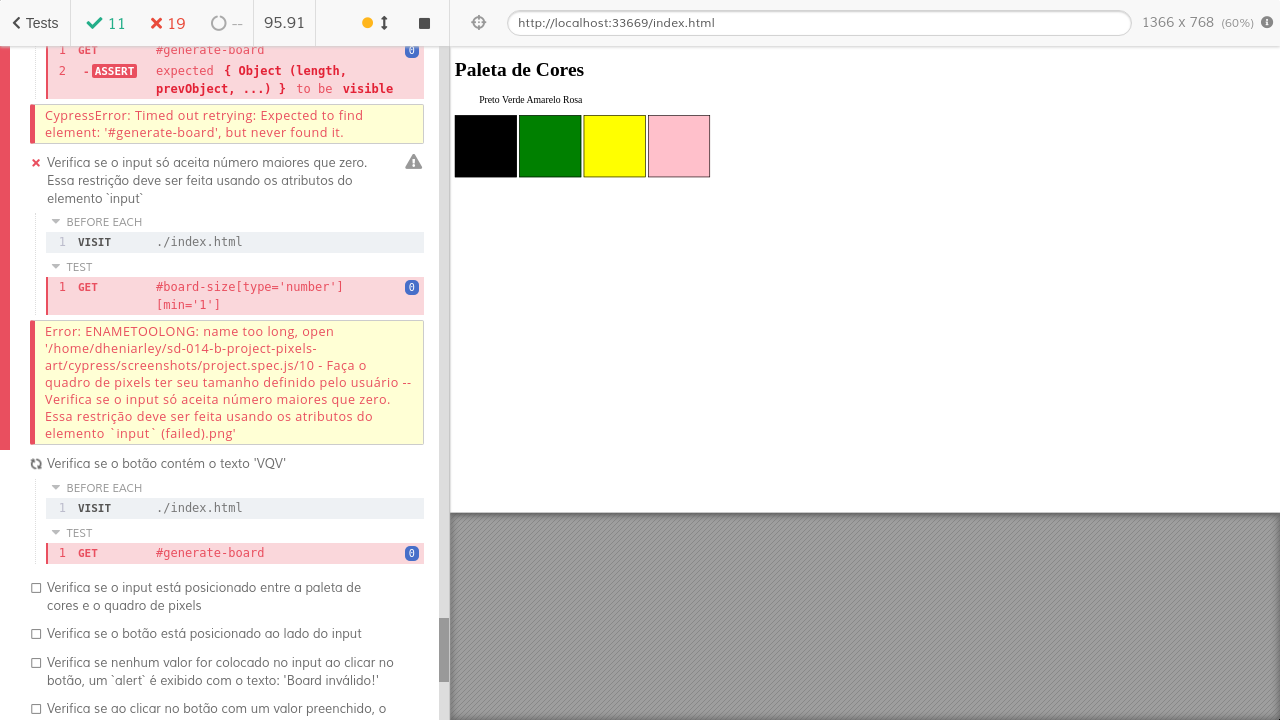 Tests
11
19
--
95.91
http://localhost:33669/index.html
1366 x 768 (60%)
1 GET #generate-board 0
2 -ASSERT expected { Object (length,
prevObject, ...) } to be visible
CypressError: Timed out retrying: Expected to find
element: '#generate-board', but never found it.
Verifica se o input só aceita número maiores que zero.
Essa restrição deve ser feita usando os atributos do
elemento `input`
BEFORE EACH
1 VISIT ./index.html
TEST
1 GET #board-size[type='number'] 0
[min='1']
Error: ENAMETOOLONG: name too long, open
'/home/dheniarley/sd-014-b-project-pixels-
art/cypress/screenshots/project.spec.js/10 - Faça o
quadro de pixels ter seu tamanho definido pelo usuário --
Verifica se o input só aceita número maiores que zero.
Essa restrição deve ser feita usando os atributos do
elemento `input` (failed).png'
Verifica se o botão contém o texto 'VQV'
BEFORE EACH
1 VISIT ./index.html
TEST
1 GET #generate-board 0
Verifica se o input está posicionado entre a paleta de
cores e o quadro de pixels
Verifica se o botão está posicionado ao lado do input
Verifica se nenhum valor for colocado no input ao clicar no
botão, um `alert` é exibido com o texto: 'Board inválido!'
Verifica se ao clicar no botão com um valor preenchido, o
Paleta de Cores
Preto Verde Amarelo Rosa